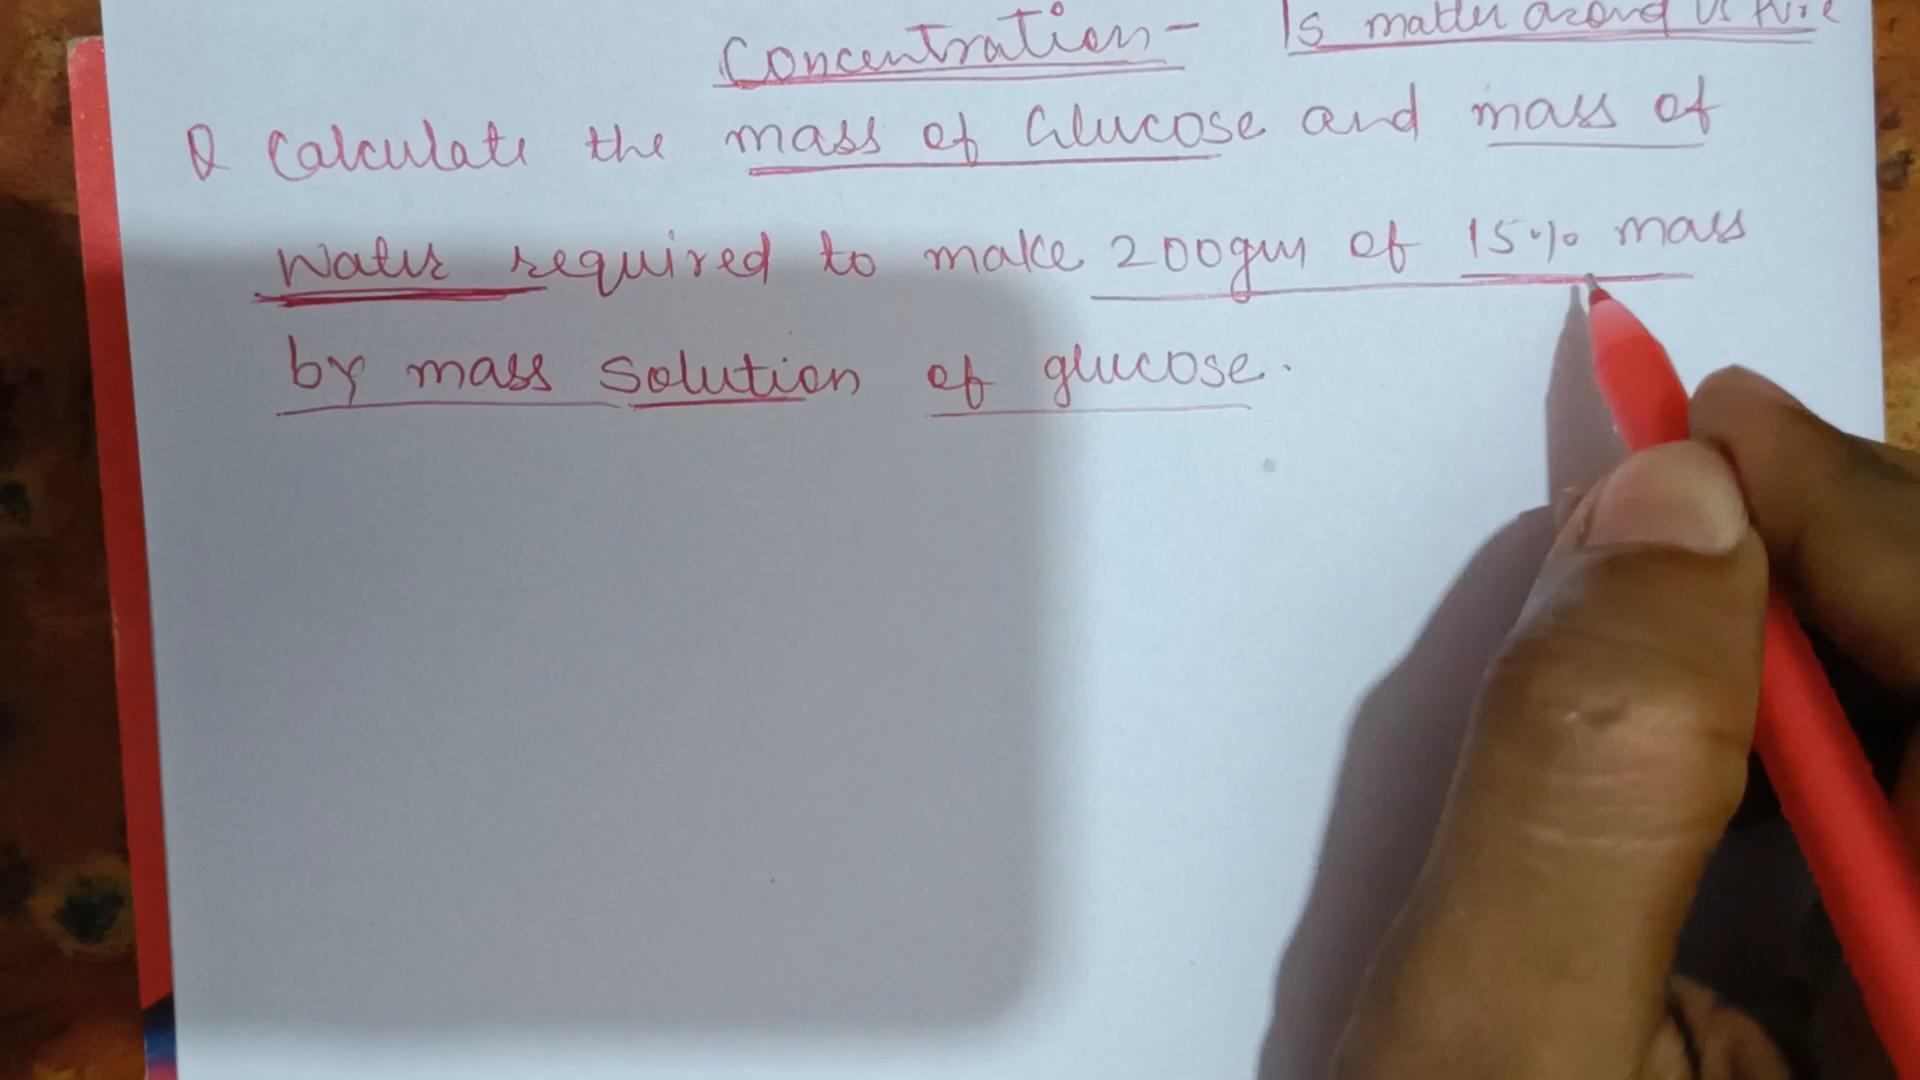 Concentration - Is matter around us Pure
Q Calculate the mass of Glucose and mass of
Water required to make 200gm of 15% mass
by mass solution of glucose.